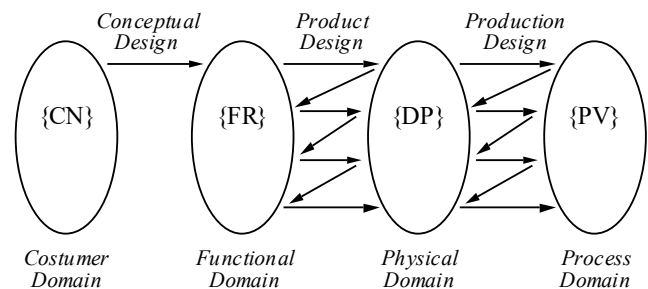 Conceptual
Design
Product
Design
Production
Design
{CN}
{FR}
{DP}
{PV}
Costumer
Domain
Functional
Domain
Physical
Domain
Process
Domain